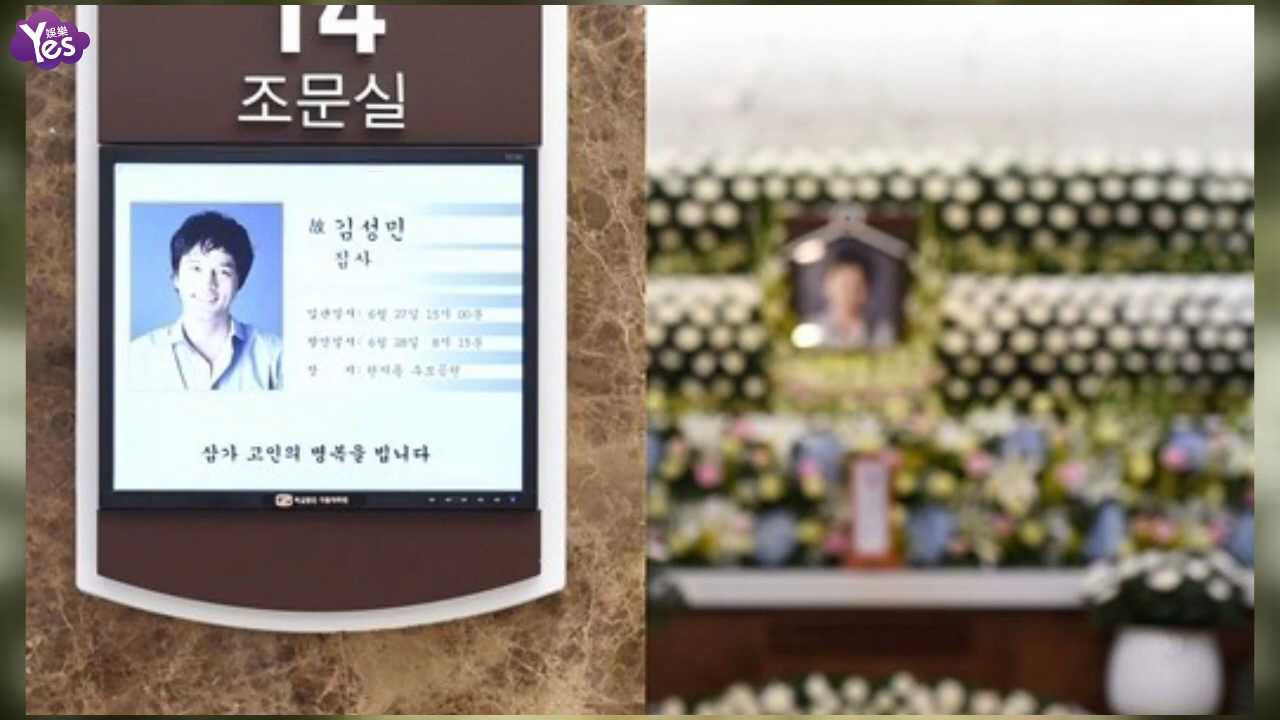 Yes 娛樂
14
조문실
故 김성민
집사
입관일시: 6월 27일 15시 00분
발인일시: 6월 28일 8시 15분
장 지:
삼가 고인의 명복을 빕니다